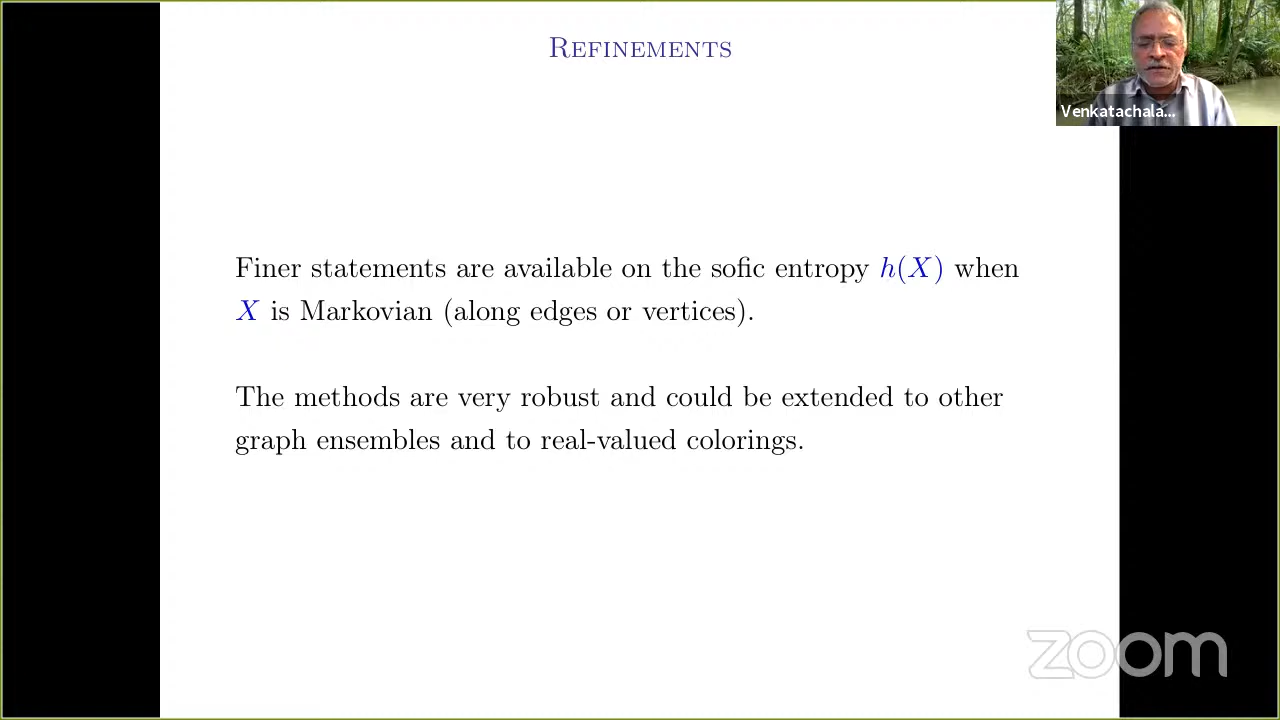 Refinements
Venkatachala...
Finer statements are available on the sofic entropy h(X) when
X is Markovian (along edges or vertices).
The methods are very robust and could be extended to other
graph ensembles and to real-valued colorings.
zoom